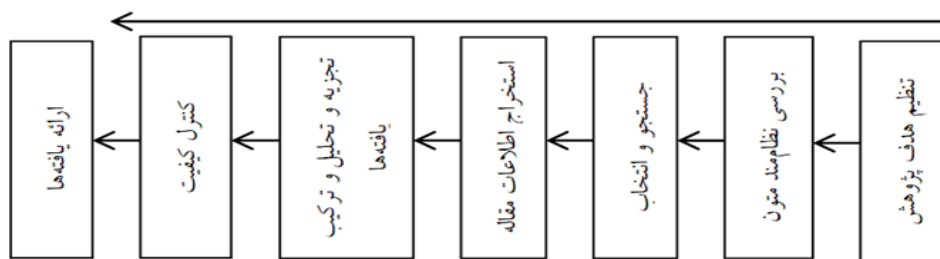 تنظیم هدف پژوهش
بررسی نظام‌مند متون
جستجو و انتخاب
استخراج اطلاعات مقاله
تجزیه و تحلیل و ترکیب
یافته‌ها
کنترل کیفیت
ارائه یافته‌ها